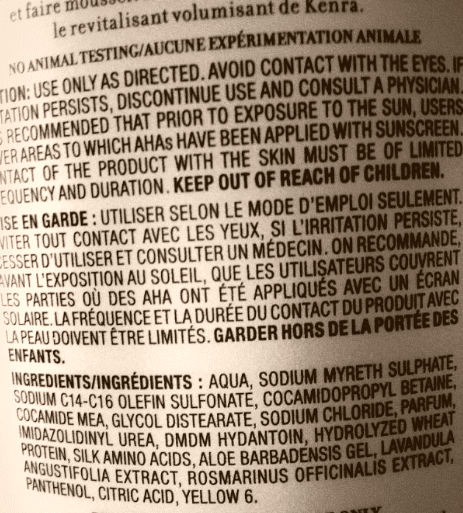 et faire mousser
le revitalisant volumisant de Kenra.
NO ANIMAL TESTING/AUCUNE EXPÉRIMENTATION ANIMALE
TION: USE ONLY AS DIRECTED. AVOID CONTACT WITH THE EYES. IF
TATION PERSISTS, DISCONTINUE USE AND CONSULT A PHYSICIAN.
S RECOMMENDED THAT PRIOR TO EXPOSURE TO THE SUN, USERS
VER AREAS TO WHICH AHAs HAVE BEEN APPLIED WITH SUNSCREEN.
NTACT OF THE PRODUCT WITH THE SKIN MUST BE OF LIMITED
EQUENCY AND DURATION. KEEP OUT OF REACH OF CHILDREN.
ISE EN GARDE : UTILISER SELON LE MODE D'EMPLOI SEULEMENT.
VITER TOUT CONTACT AVEC LES YEUX, SI L'IRRITATION PERSISTE,
ESSER D'UTILISER ET CONSULTER UN MÉDECIN. ON RECOMMANDE,
AVANT L'EXPOSITION AU SOLEIL, QUE LES UTILISATEURS COUVRENT
LES PARTIES OÙ DES AHA ONT ÉTÉ APPLIQUÉS AVEC UN ÉCRAN
SOLAIRE. LA FRÉQUENCE ET LA DURÉE DU CONTACT DU PRODUIT AVEC
LA PEAU DOIVENT ÊTRE LIMITÉS. GARDER HORS DE LA PORTÉE DES
ENFANTS.
INGREDIENTS/INGRÉDIENTS : AQUA, SODIUM MYRETH SULPHATE,
SODIUM C14-C16 OLEFIN SULFONATE, COCAMIDOPROPYL BETAINE,
COCAMIDE MEA, GLYCOL DISTEARATE, SODIUM CHLORIDE, PARFUM,
IMIDAZOLIDINYL UREA, DMDM HYDANTOIN, HYDROLYZED WHEAT
PROTEIN, SILK AMINO ACIDS, ALOE BARBADENSIS GEL, LAVANDULA
ANGUSTIFOLIA EXTRACT, ROSMARINUS OFFICINALIS EXTRACT,
PANTHENOL, CITRIC ACID, YELLOW 6.